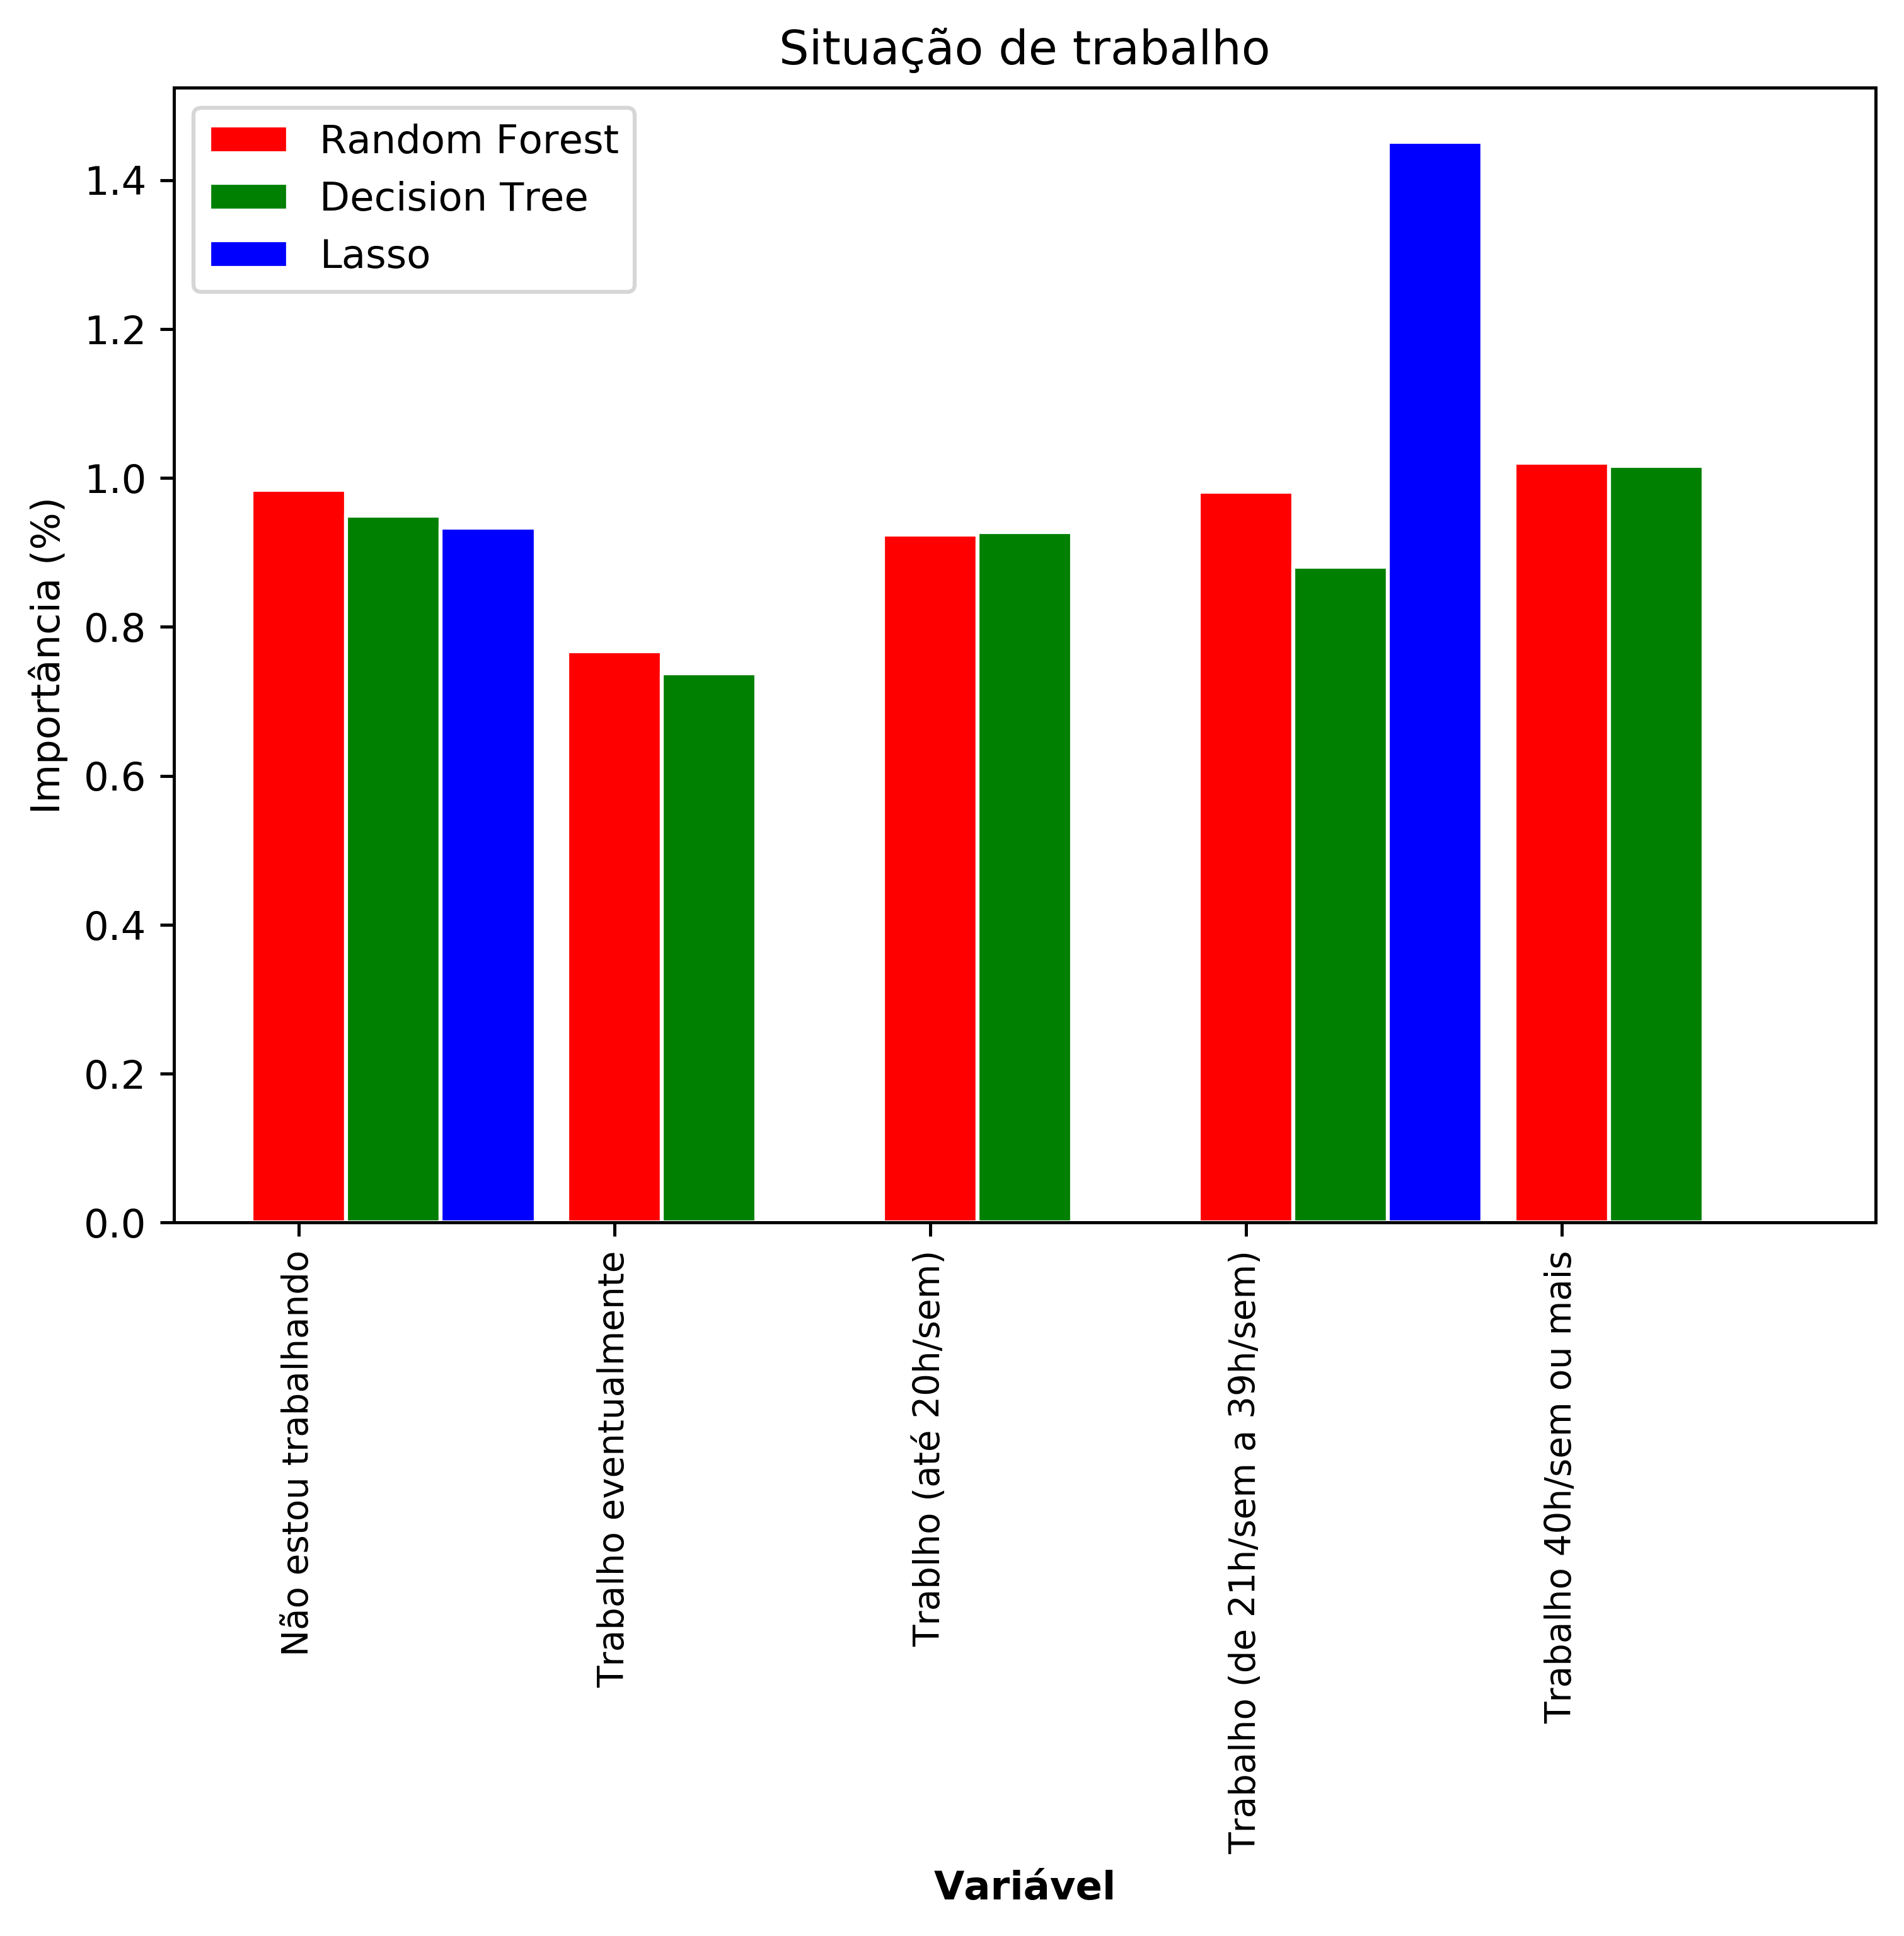 Situação de trabalho
Random Forest
Decision Tree
Lasso
Importância (%)
1.4
1.2
1.0
0.8
0.6
0.4
0.2
0.0
Não estou trabalhando
Trabalho eventualmente
Trablho (até 20h/sem)
Trabalho (de 21h/sem a 39h/sem)
Trabalho 40h/sem ou mais
Variável